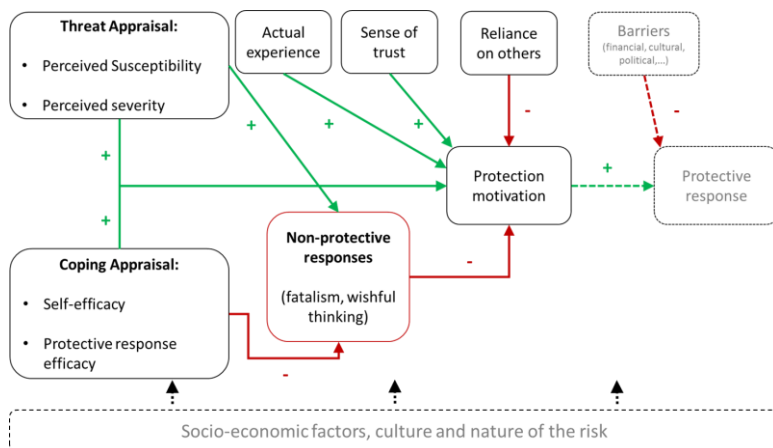 Threat Appraisal:
• Perceived Susceptibility
• Perceived severity
Actual
experience
Sense of
trust
Reliance
on others
Barriers
(financial, cultural,
political,...)
+
+
+
-
-
+
+
Protection
motivation
+
Protective
response
+
Non-protective
responses
(fatalism, wishful
thinking)
-
Coping Appraisal:
• Self-efficacy
• Protective response
efficacy
-
Socio-economic factors, culture and nature of the risk